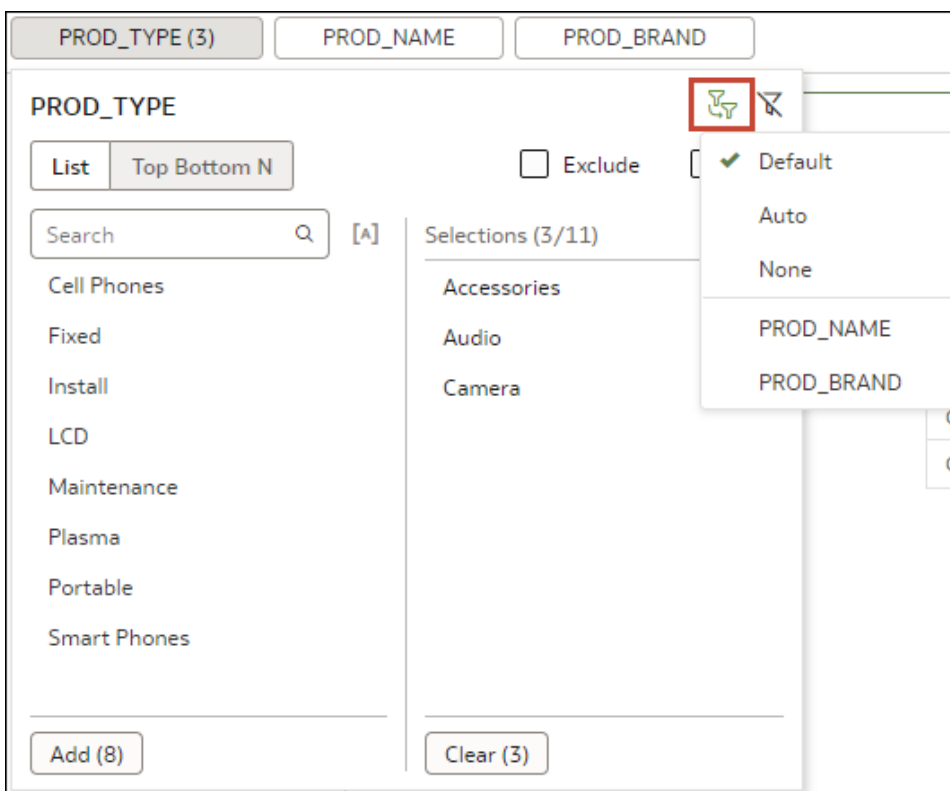 PROD_TYPE (3) PROD_NAME PROD_BRAND
PROD_TYPE
List Top Bottom N Exclude
Default
Auto
None
PROD_NAME
PROD_BRAND
Search [A] Selections (3/11)
Cell Phones Accessories
Fixed Audio
Install Camera
LCD
Maintenance
Plasma
Portable
Smart Phones
Add (8) Clear (3)